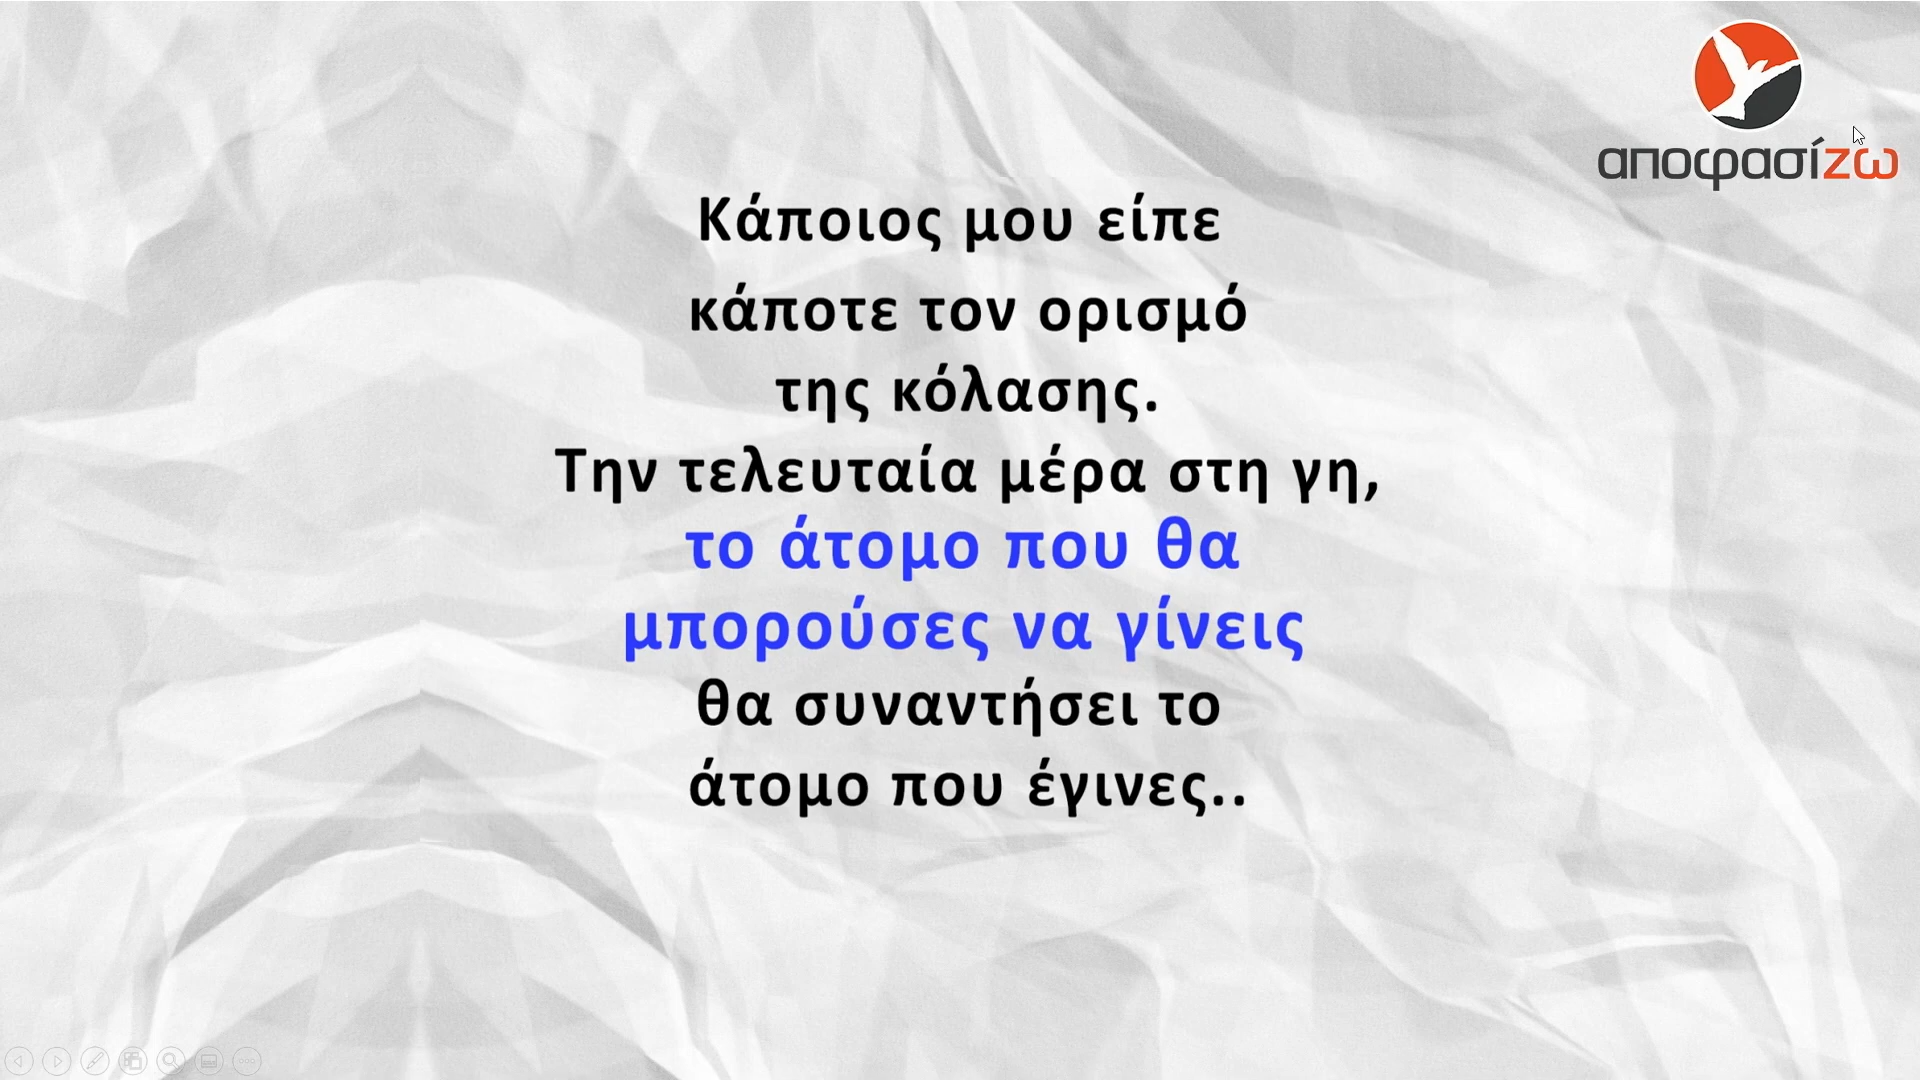 αποφασίζω
Κάποιος μου είπε
κάποτε τον ορισμό
της κόλασης.
Την τελευταία μέρα στη γη,
το άτομο που θα
μπορούσες να γίνεις
θα συναντήσει το
άτομο που έγινες..